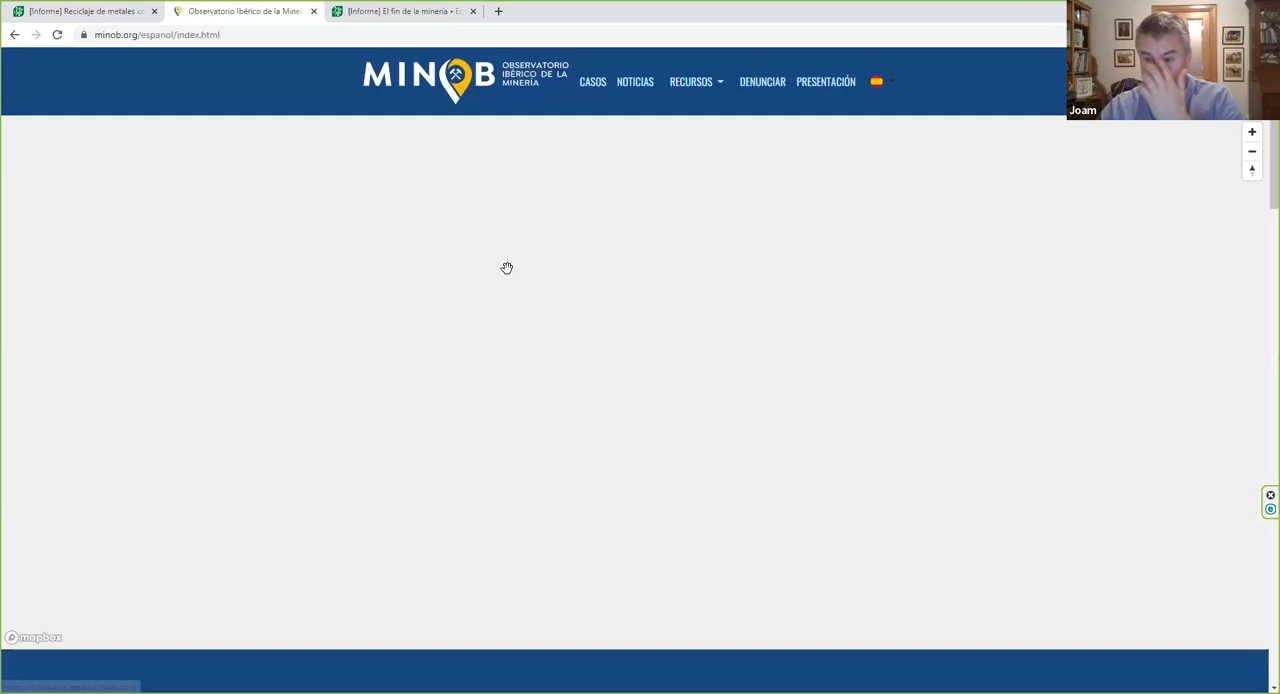 [Informe] Reciclaje de metales co
Observatorio Ibérico de la Mine
[Informe] El fin de la minería • E
minob.org/espanol/index.html
MINOB OBSERVATORIO
IBÉRICO DE LA
MINERÍA
CASOS NOTICIAS RECURSOS DENUNCIAR PRESENTACIÓN
Joam
mapbox